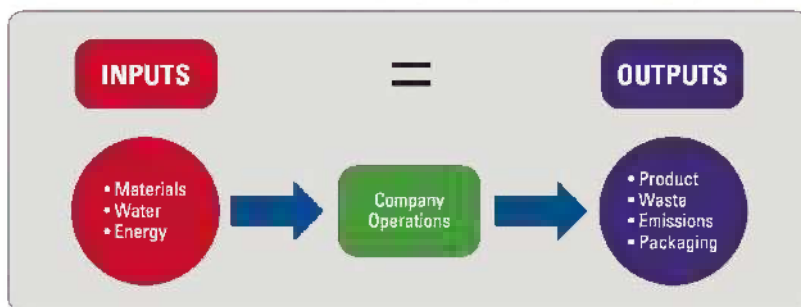 INPUTS
=
OUTPUTS
• Materials
• Water
• Energy
Company
Operations
• Product
• Waste
• Emissions
• Packaging